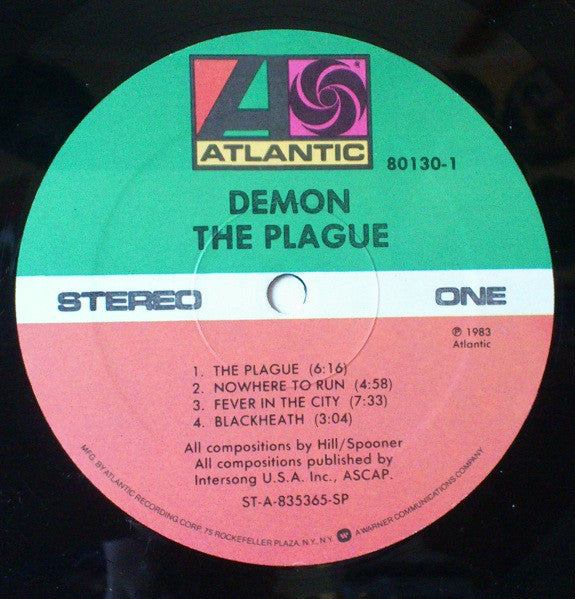 ATLANTIC
80130-1
DEMON
THE PLAGUE
STEREO
ONE
℗ 1983
Atlantic
1. THE PLAGUE (6:16)
2. NOWHERE TO RUN (4:58)
3. FEVER IN THE CITY (7:33)
4. BLACKHEATH (3:04)
All compositions by Hill/Spooner
All compositions published by
Intersong U.S.A. Inc., ASCAP.
ST-A-835365-SP
MFG. BY ATLANTIC RECORDING CORP. 75 ROCKEFELLER PLAZA, N.Y. N.Y. A WARNER COMMUNICATIONS COMPANY